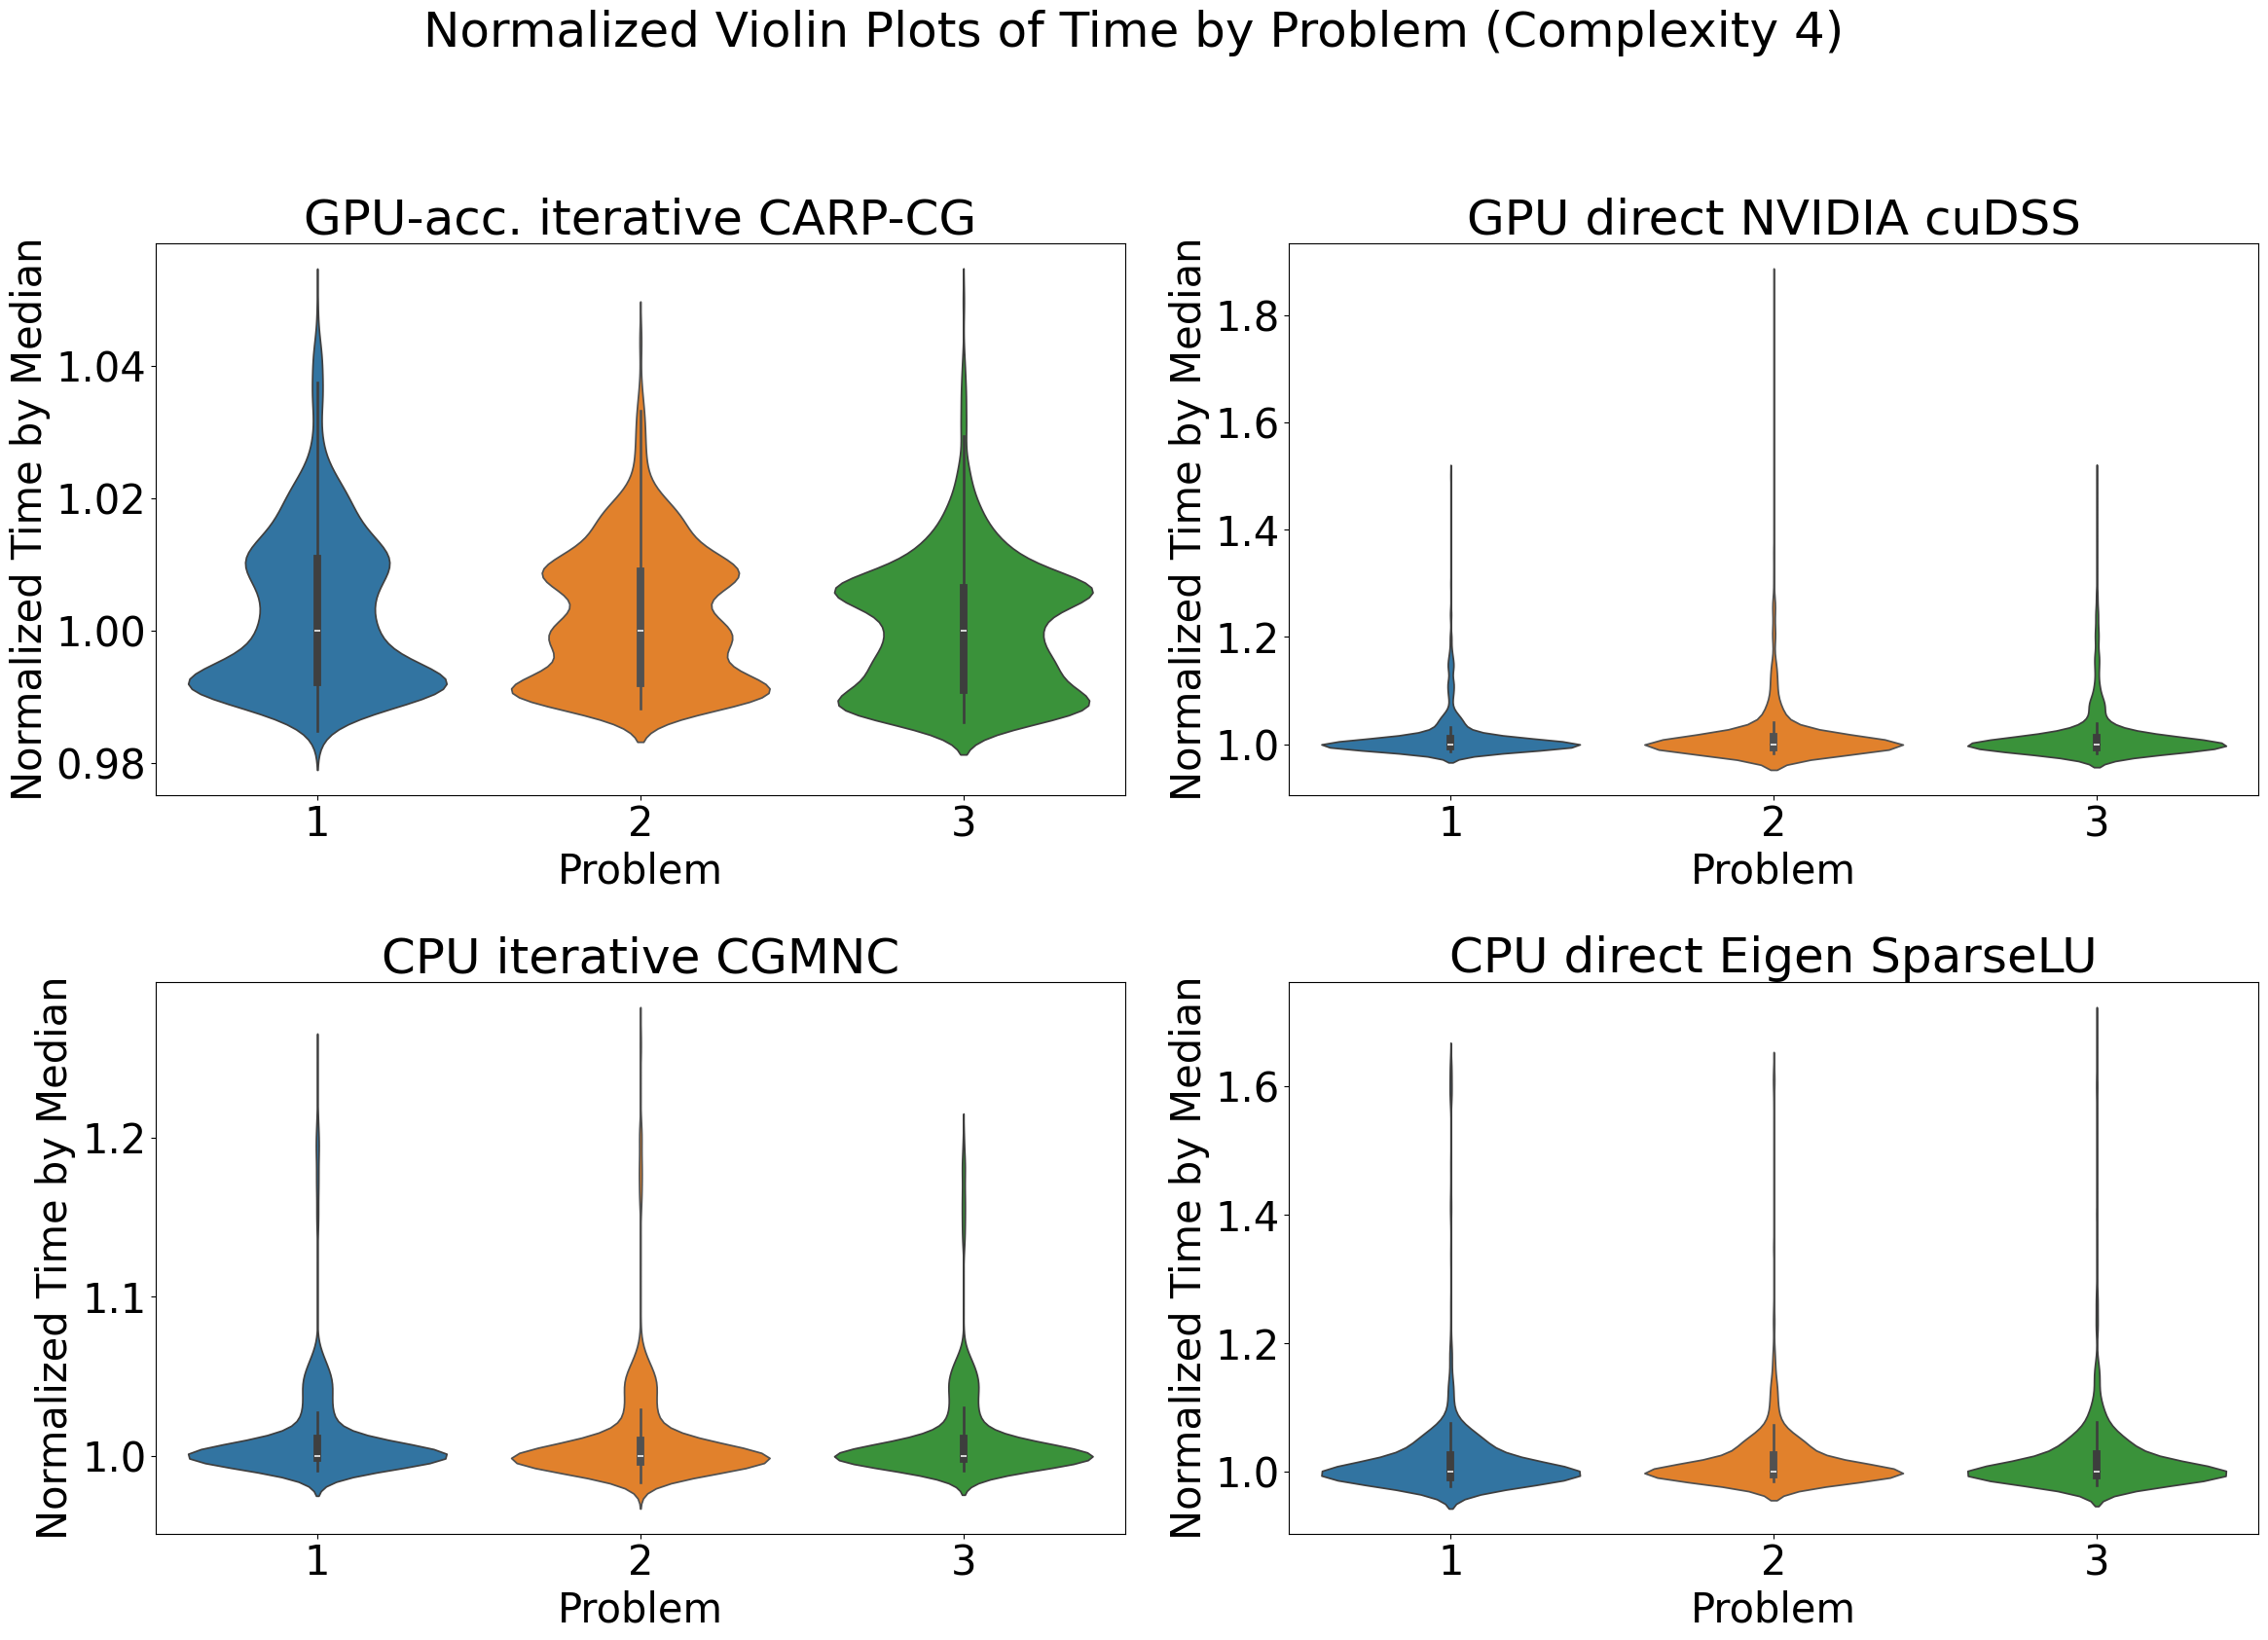 Normalized Violin Plots of Time by Problem (Complexity 4)
GPU-acc. iterative CARP-CG
Normalized Time by Median
1.04
1.02
1.00
0.98
1 2 3
Problem
GPU direct NVIDIA cuDSS
Normalized Time by Median
1.8
1.6
1.4
1.2
1.0
1 2 3
Problem
CPU iterative CGMNC
Normalized Time by Median
1.2
1.1
1.0
1 2 3
Problem
CPU direct Eigen SparseLU
Normalized Time by Median
1.6
1.4
1.2
1.0
1 2 3
Problem